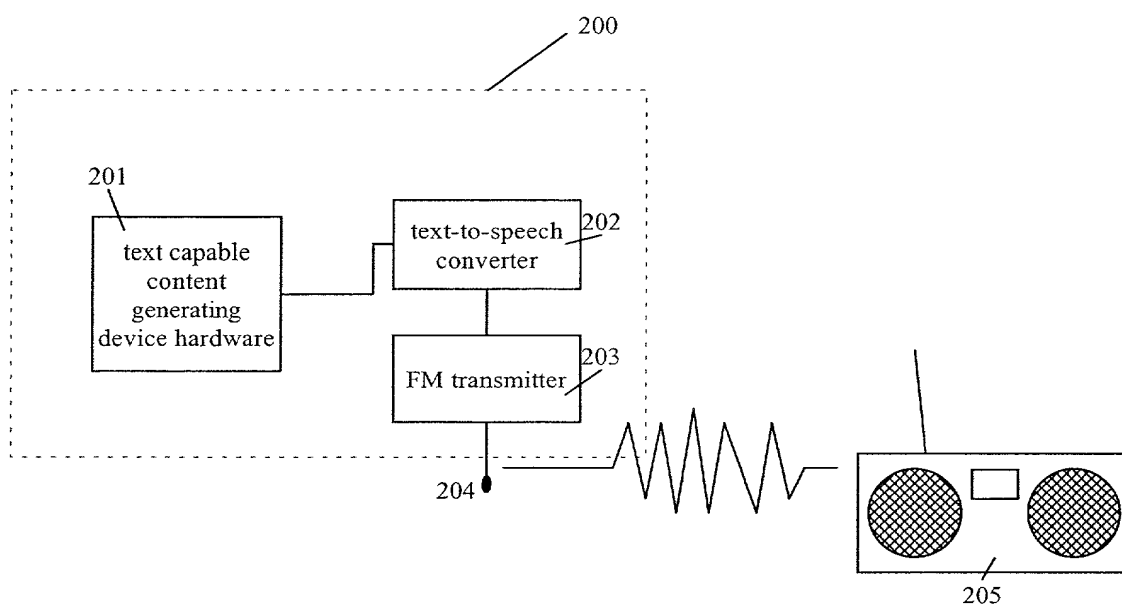 200
201
text capable
content
generating
device hardware
text-to-speech
converter
202
FM transmitter
203
204
205